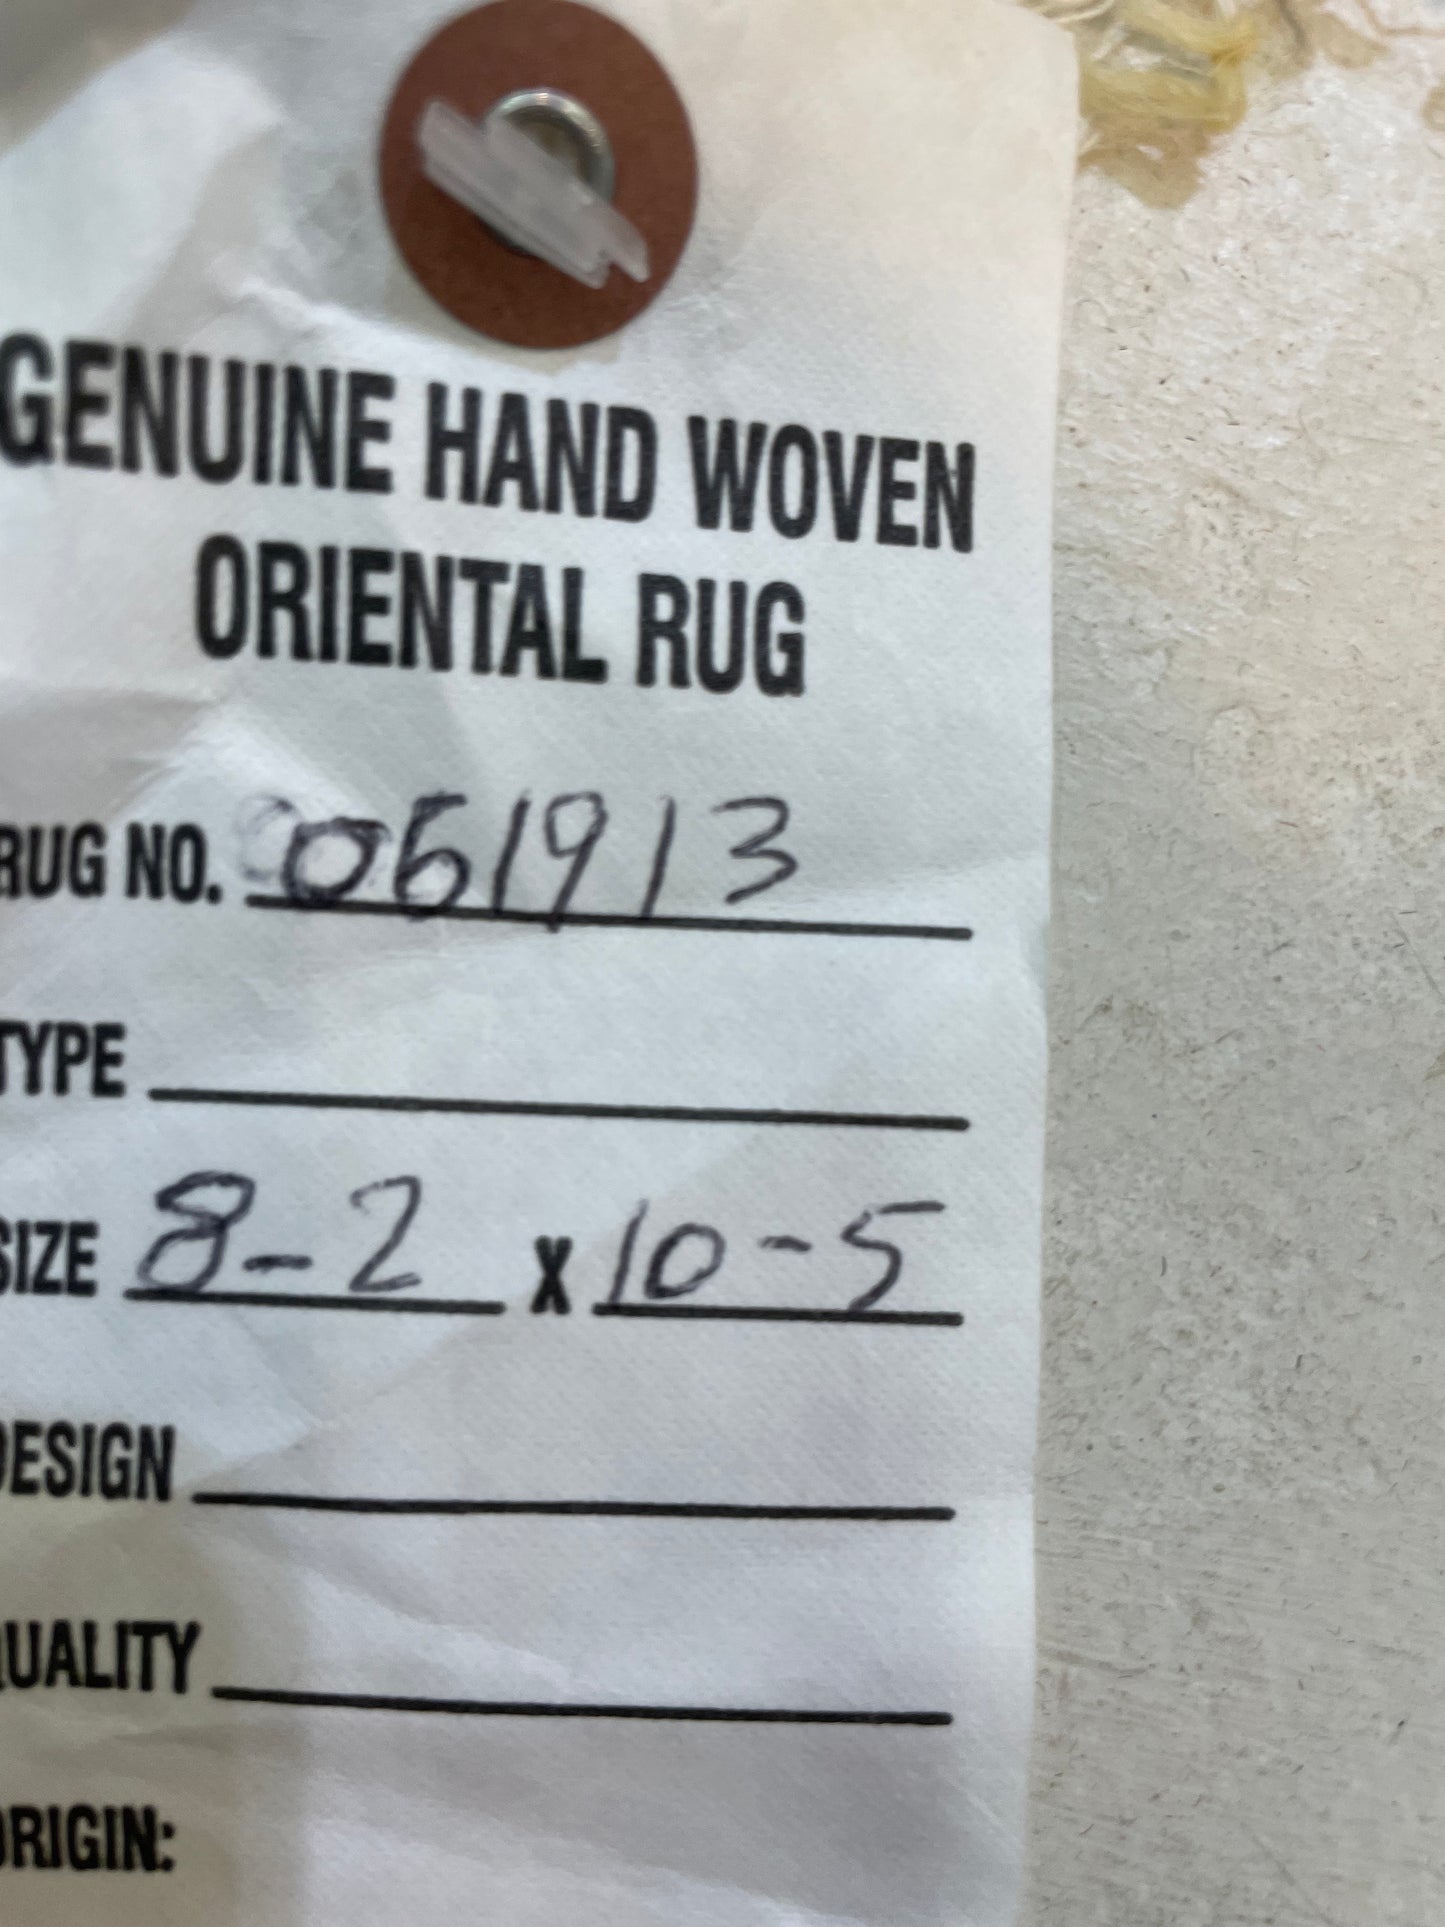 GENUINE HAND WOVEN
ORIENTAL RUG
RUG NO. 061913
TYPE
SIZE 8-2 X 10-5
DESIGN
QUALITY
ORIGIN: